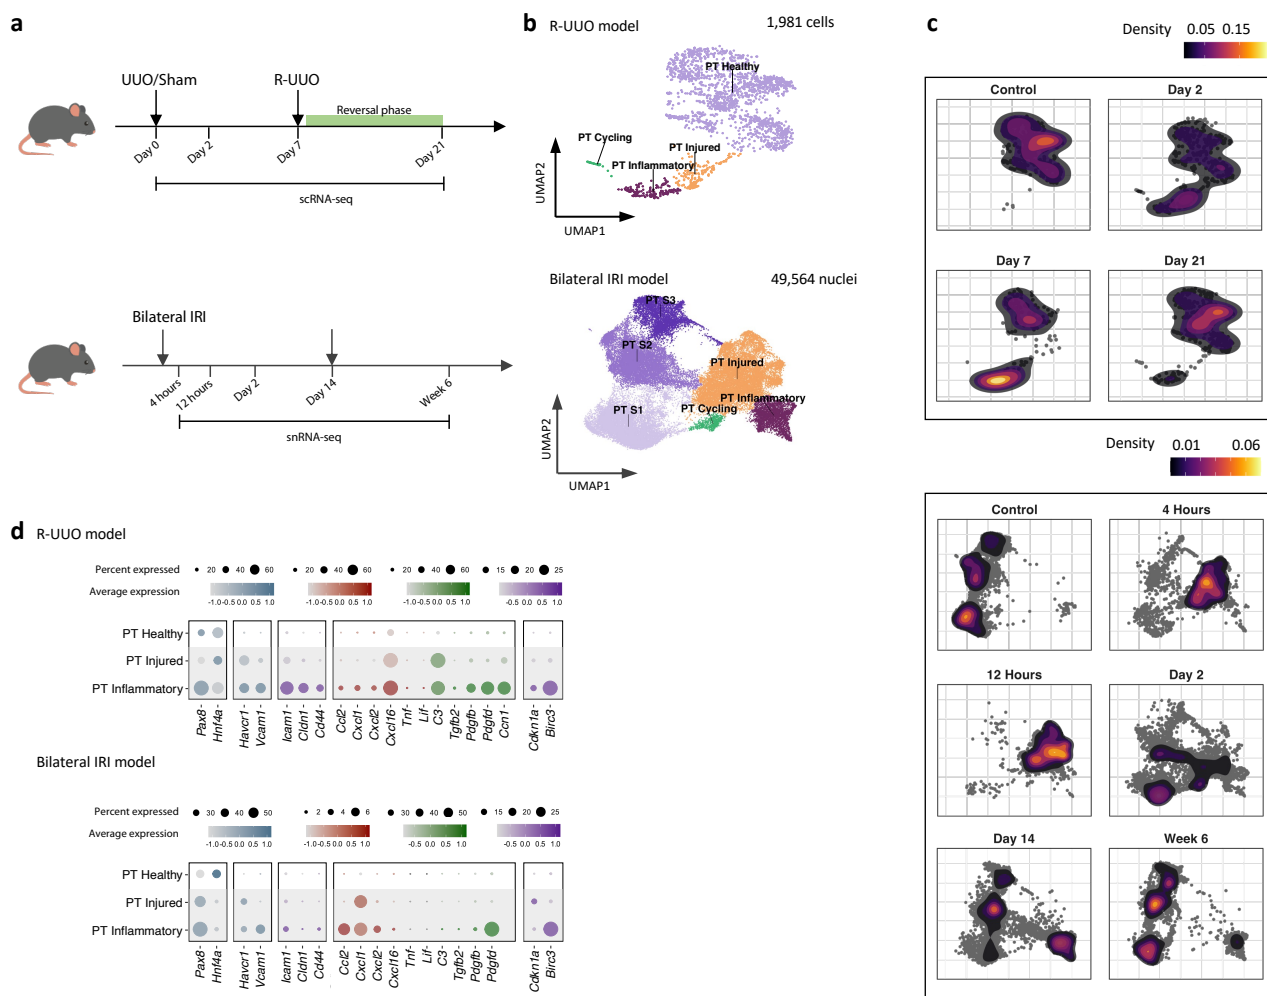 a
UUO/Sham
R-UUO
Reversal phase
Day 0
Day 2
Day 7
Day 21
scRNA-seq
Bilateral IRI
4 hours
12 hours
Day 2
Day 14
Week 6
snRNA-seq
b
R-UUO model
1,981 cells
PT Healthy
PT Cycling
PT Injured
PT Inflammatory
UMAP2
UMAP1
Bilateral IRI model
49,564 nuclei
PT S3
PT S2
PT Injured
PT Inflammatory
PT S1
PT Cycling
UMAP2
UMAP1
c
Density 0.05 0.15
Control
Day 2
Day 7
Day 21
Density 0.01 0.06
Control
4 Hours
12 Hours
Day 2
Day 14
Week 6
d
R-UUO model
Percent expressed 20 40 60 20 40 60 20 40 60 15 20 25
Average expression
-1.0 -0.5 0.5 1.0 -1.0 -0.5 0.0 0.5 1.0 -1.0 -0.5 0.0 0.5 1.0 -0.5 0.0 0.5 1.0
PT Healthy
PT Injured
PT Inflammatory
Pax8 Hnf4a Havcr1 Vcam1 Icam1 Cldn1 Cd44 Ccl2 Cxcl1 Cxcl2 Cxcl16 Tnf Lif C3 Tgfb2 Pdgfb Pdgfd Ccn1 Cdkn1a Birc3
Bilateral IRI model
Percent expressed 30 40 50 2 4 6 30 40 50 15 20 25
Average expression
-1.0 -0.5 0.0 0.5 1.0 -1.0 -0.5 0.0 0.5 1.0 -0.5 0.0 0.5 1.0 -0.5 0.0 0.5 1.0
PT Healthy
PT Injured
PT Inflammatory
Pax8 Hnf4a Havcr1 Vcam1 Icam1 Cldn1 Cd44 Ccl2 Cxcl1 Cxcl2 Cxcl16 Tnf Lif C3 Tgfb2 Pdgfb Pdgfd Cdkn1a Birc3